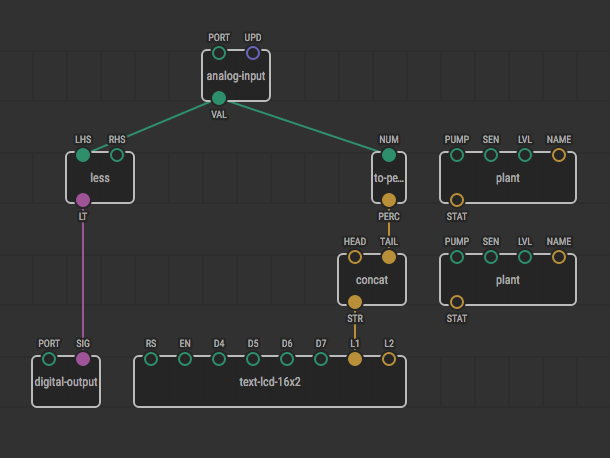 PORT UPD
analog-input
VAL
LHS RHS NUM PUMP SEN LVL NAME
less to-pe... plant
LT PERC STAT
HEAD TAIL PUMP SEN LVL NAME
concat plant
STR STAT
PORT SIG RS EN D4 D5 D6 D7 L1 L2
digital-output text-lcd-16x2